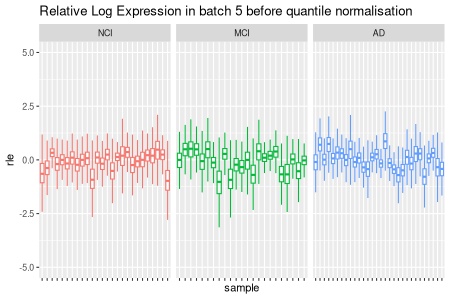 Relative Log Expression in batch 5 before quantile normalisation
NCI MCI AD
5.0
2.5
0.0
-2.5
-5.0
rle
sample